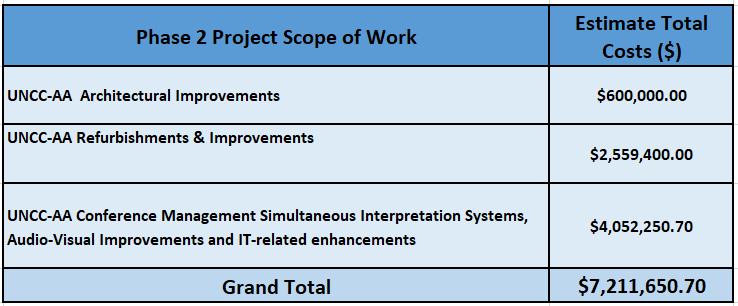 Phase 2 Project Scope of Work
Estimate Total
Costs ($)
UNCC-AA Architectural Improvements
$600,000.00
UNCC-AA Refurbishments & Improvements
$2,559,400.00
UNCC-AA Conference Management Simultaneous Interpretation Systems,
Audio-Visual Improvements and IT-related enhancements
$4,052,250.70
Grand Total
$7,211,650.70